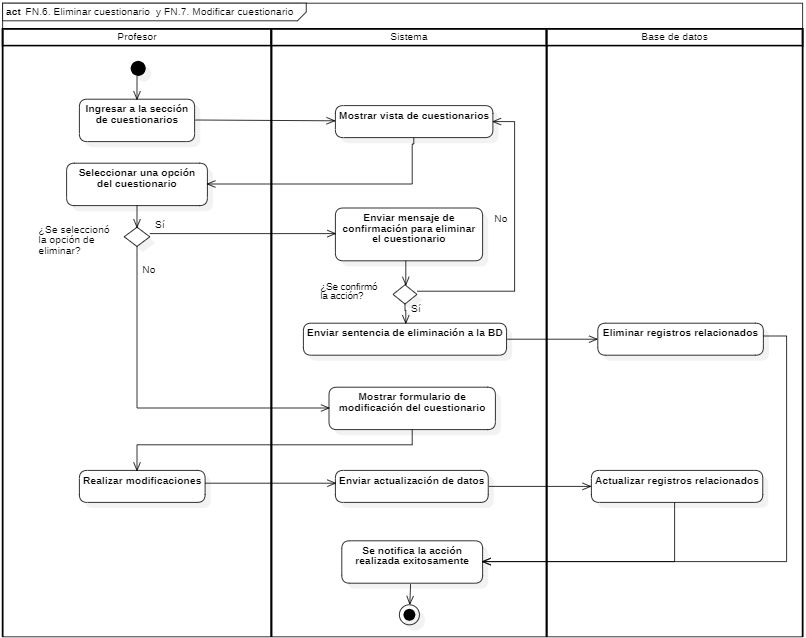 act FN.6. Eliminar cuestionario y FN.7. Modificar cuestionario
Profesor
Sistema
Base de datos
Ingresar a la sección
de cuestionarios
Mostrar vista de cuestionarios
Seleccionar una opción
del cuestionario
¿Se seleccionó
la opción de
eliminar?
Sí
No
Enviar mensaje de
confirmación para eliminar
el cuestionario
No
¿Se confirmó
la acción?
Sí
Enviar sentencia de eliminación a la BD
Eliminar registros relacionados
Mostrar formulario de
modificación del cuestionario
Realizar modificaciones
Enviar actualización de datos
Actualizar registros relacionados
Se notifica la acción
realizada exitosamente